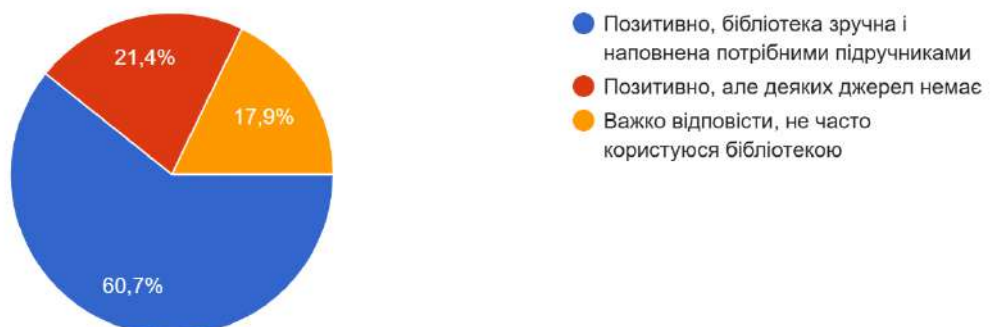 21,4%
17,9%
60,7%
Позитивно, бібліотека зручна і
наповнена потрібними підручниками
Позитивно, але деяких джерел немає
Важко відповісти, не часто
користуюся бібліотекою